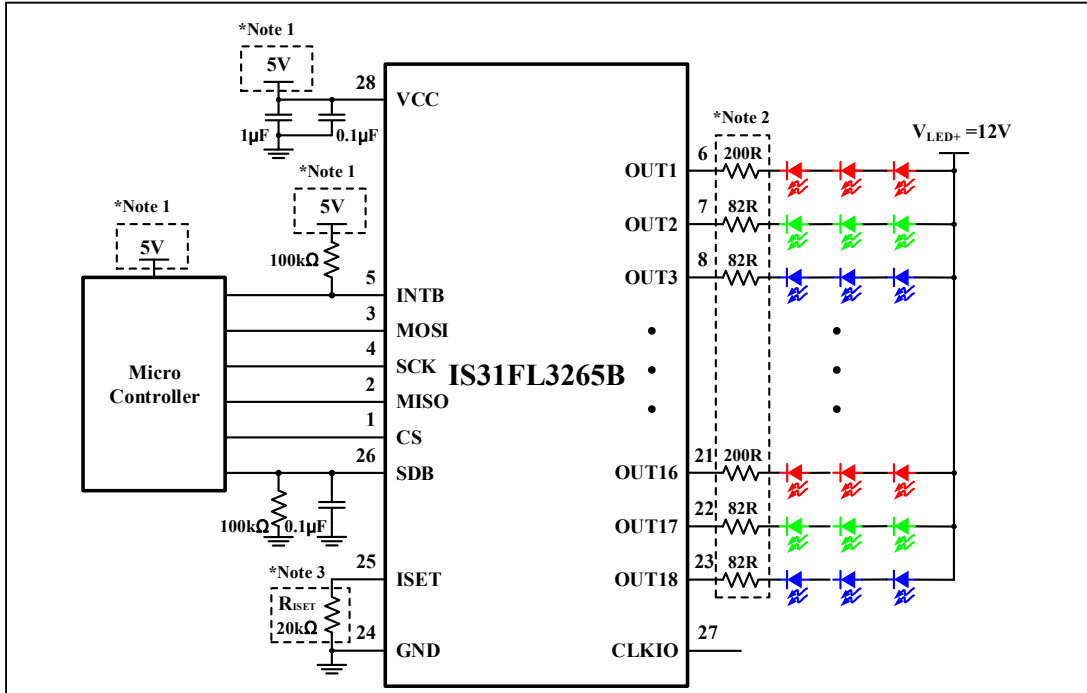 *Note 1
5V
28
VCC
1µF
0.1µF
*Note 1
5V
100kΩ
*Note 1
5V
Micro
Controller
5
INTB
3
MOSI
4
SCK
2
MISO
1
CS
26
SDB
100kΩ
0.1µF
*Note 3
25
ISET
RISET
20kΩ
24
GND
IS31FL3265B
*Note 2
VLED+ =12V
OUT1
6
200R
OUT2
7
82R
OUT3
8
82R
OUT16
21
200R
OUT17
22
82R
OUT18
23
82R
CLKIO
27